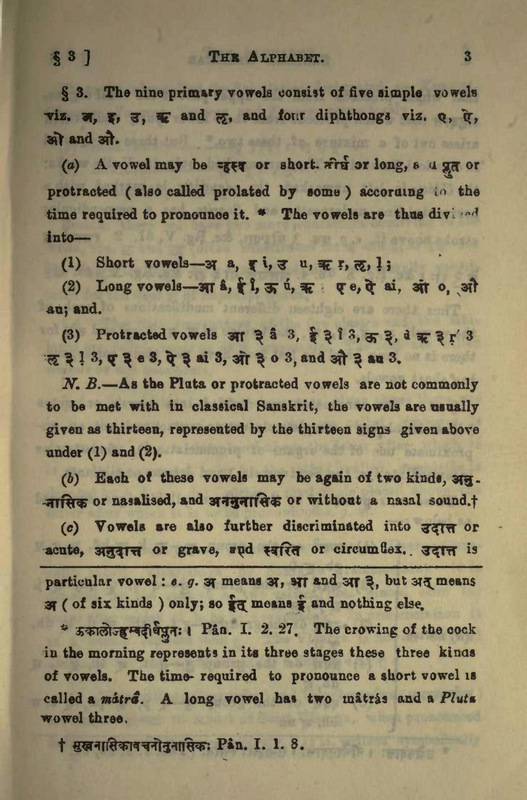 § 3 ] THE ALPHABET. 3
§ 3. The nine primary vowels consist of five simple vowels
viz. अ, इ, उ, ऋ and ऌ, and four diphthongs viz. ए, ऐ,
ओ and औ.
(a) A vowel may be ह्रस्व or short. दीर्घ or long, a d प्लुत or
protracted ( also called prolated by some ) according to the
time required to pronounce it. * The vowels are thus div
into—
(1) Short vowels—अ a, इ i, उ u, ऋ ṛ, ऌ, ḷ;
(2) Long vowels—आ â, ई î, ऊ ú, ॠ ए e, ऐ ai, ओ o, औ
au; and.
(3) Protracted vowels आ ३ â 3, ई ३ î 3, ऊ ३, ॠ ३ ṛ 3
ऌ ३ ḷ 3, ए ३ e 3, ऐ ३ ai 3, ओ ३ o 3, and औ ३ au 3.
N. B.—As the Pluta or protracted vowels are not commonly
to be met with in classical Sanskrit, the vowels are usually
given as thirteen, represented by the thirteen signs given above
under (1) and (2).
(b) Each of these vowels may be again of two kinds, अनु-
नासिक or nasalised, and अननुनासिक or without a nasal sound.†
(c) Vowels are also further discriminated into उदात्त or
acute, अनुदात्त or grave, and स्वरित or circumflex. उदात्त is
particular vowel : e. g. अ means अ, आ and आ ३, but अत् means
अ ( of six kinds ) only; so ईत् means ई and nothing else.
* ऊकालोज्झ्रस्वदीर्घप्लुतः । Pân. I. 2. 27. The crowing of the cock
in the morning represents in its three stages these three kinds
of vowels. The time- required to pronounce a short vowel is
called a mâtrâ. A long vowel has two mâtrâs and a Pluta
wowel three.
† मुखनासिकावचनोनुनासिकः Pân. I. 1. 8.